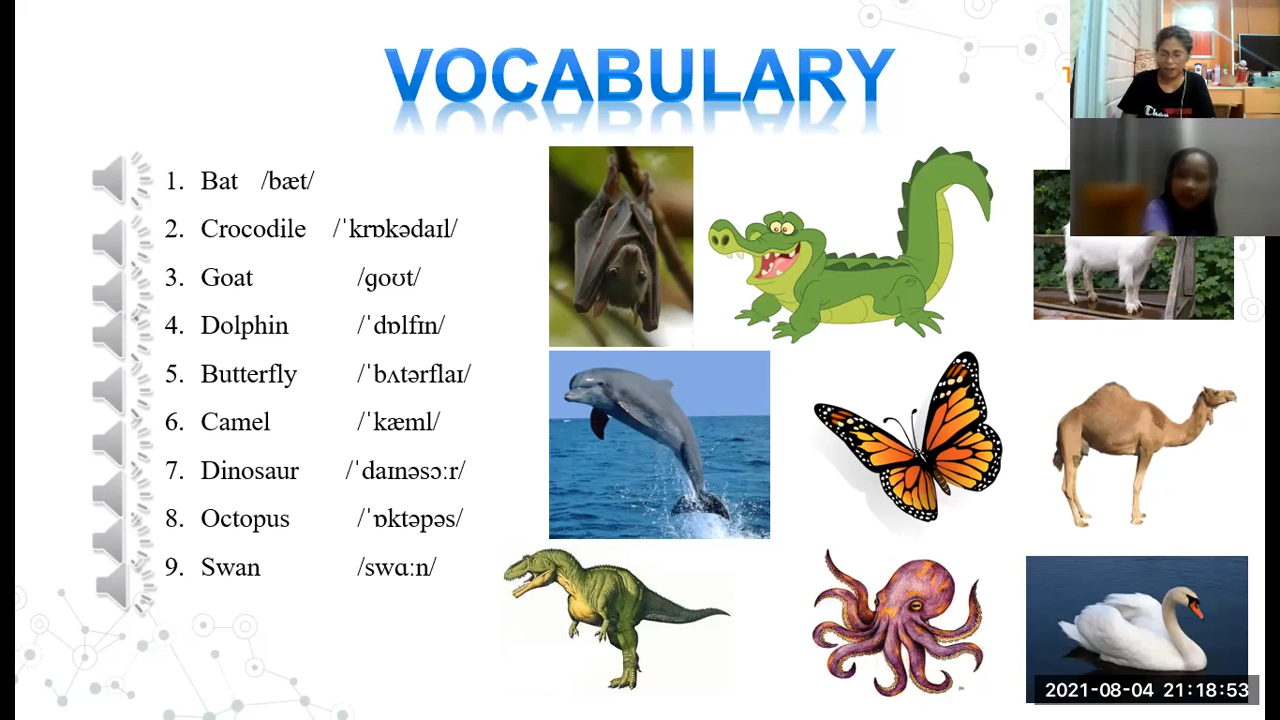 VOCABULARY
1. Bat /bæt/
2. Crocodile /ˈkrɒkədaɪl/
3. Goat /ɡoʊt/
4. Dolphin /ˈdɒlfɪn/
5. Butterfly /ˈbʌtərflaɪ/
6. Camel /ˈkæml/
7. Dinosaur /ˈdaɪnəsɔːr/
8. Octopus /ˈɒktəpəs/
9. Swan /swɑːn/
2021-08-04 21:18:53